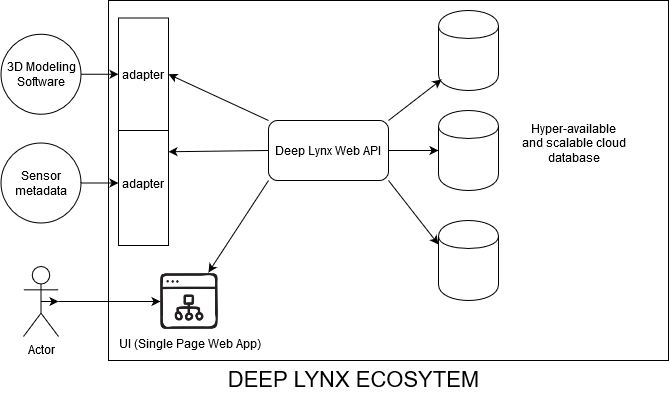 3D Modeling
Software
adapter
Sensor
metadata
adapter
Deep Lynx Web API
Hyper-available
and scalable cloud
database
Actor
UI (Single Page Web App)
DEEP LYNX ECOSYTEM